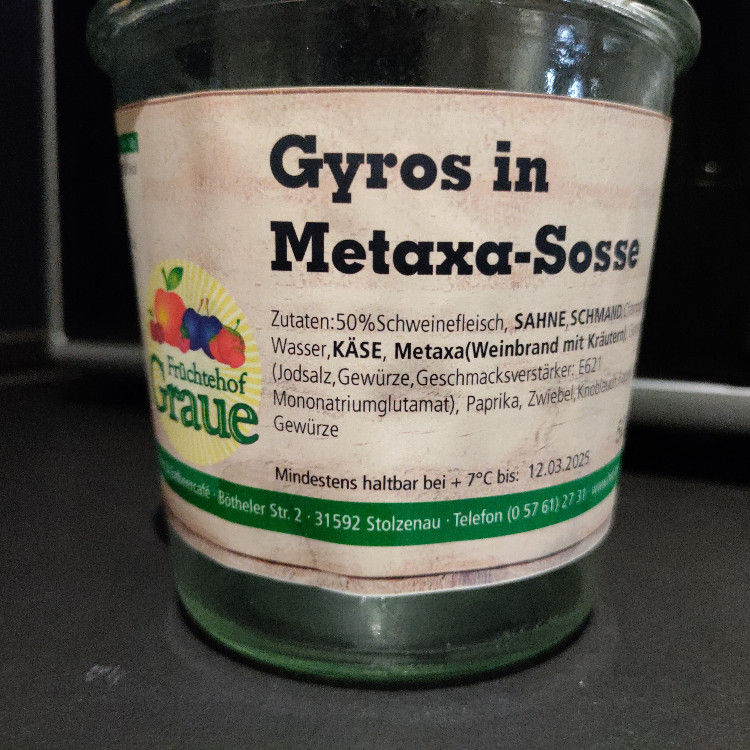 Gyros in
Metaxa-Sosse
Zutaten:50%Schweinefleisch, SAHNE,SCHMAND,
Wasser,KÄSE, Metaxa(Weinbrand mit Kräutern),
(Jodsalz,Gewürze,Geschmacksverstärker: E621
Mononatriumglutamat), Paprika, Zwiebel,Knoblauch
Gewürze
Mindestens haltbar bei + 7°C bis: 12.03.2025
Früchtehof
Graue
Bötheler Str. 2 · 31592 Stolzenau · Telefon (0 57 61) 27 31